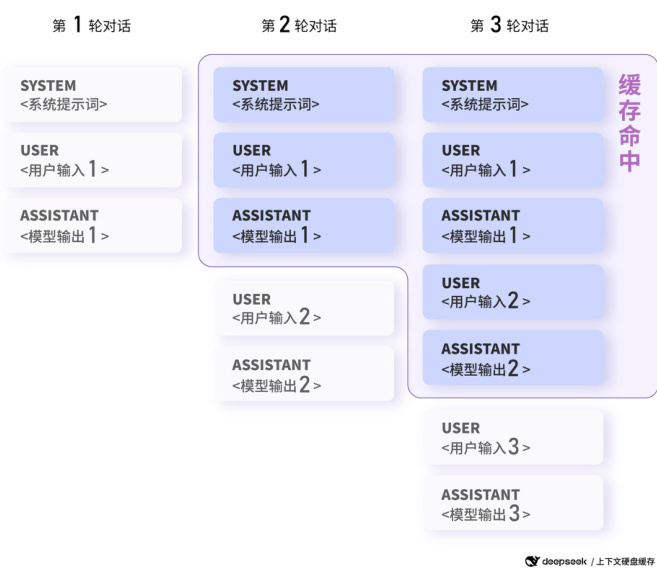 第 1 轮对话
SYSTEM
<系统提示词>
USER
<用户输入1>
ASSISTANT
<模型输出1>
第 2 轮对话
SYSTEM
<系统提示词>
USER
<用户输入1>
ASSISTANT
<模型输出1>
USER
<用户输入2>
ASSISTANT
<模型输出2>
第 3 轮对话
SYSTEM
<系统提示词>
USER
<用户输入1>
ASSISTANT
<模型输出1>
USER
<用户输入2>
ASSISTANT
<模型输出2>
USER
<用户输入3>
ASSISTANT
<模型输出3>
缓存命中
deepseek / 上下文硬盘缓存